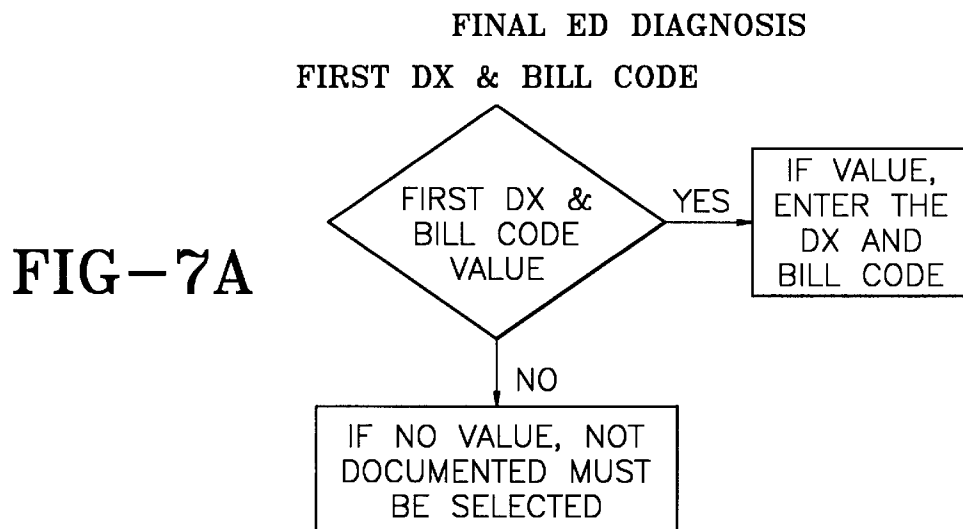 FINAL ED DIAGNOSIS
FIRST DX & BILL CODE
FIRST DX &
BILL CODE
VALUE
YES
IF VALUE,
ENTER THE
DX AND
BILL CODE
FIG-7A
NO
IF NO VALUE, NOT
DOCUMENTED MUST
BE SELECTED